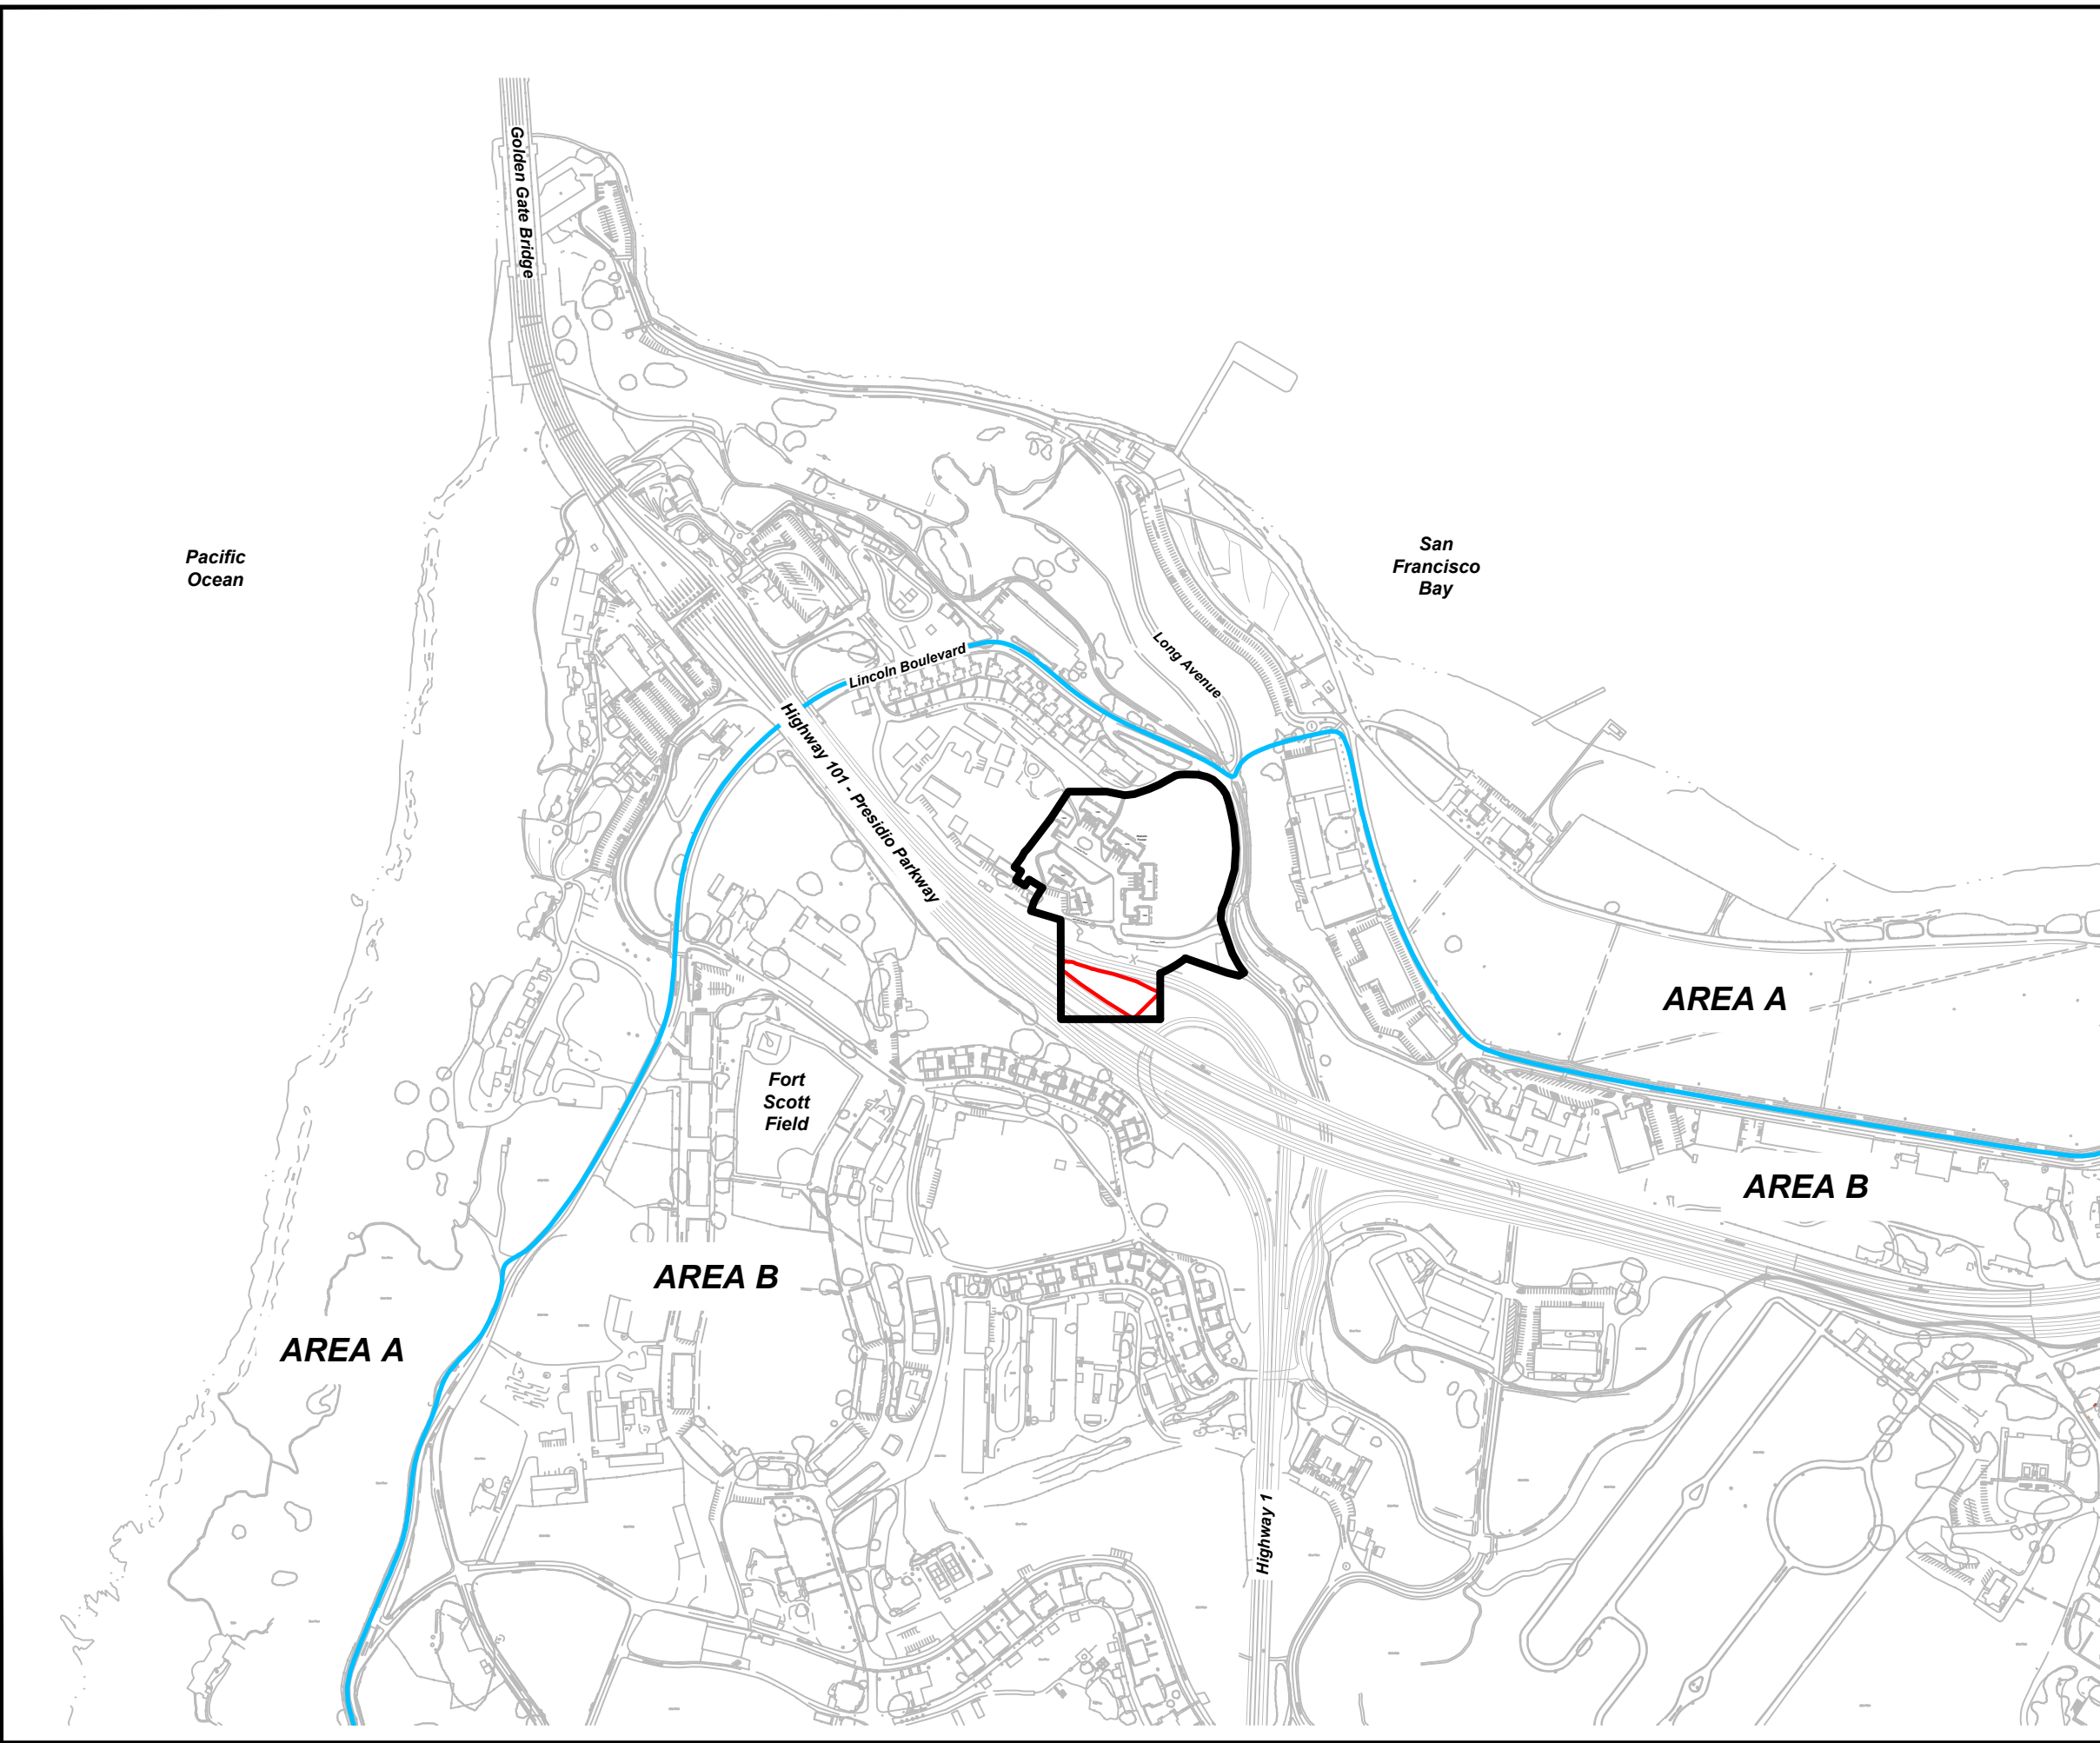 Golden Gate Bridge
Pacific
Ocean
San
Francisco
Bay
Long Avenue
Lincoln Boulevard
Highway 101 - Presidio Parkway
AREA A
Fort
Scott
Field
AREA B
AREA B
AREA A
Highway 1